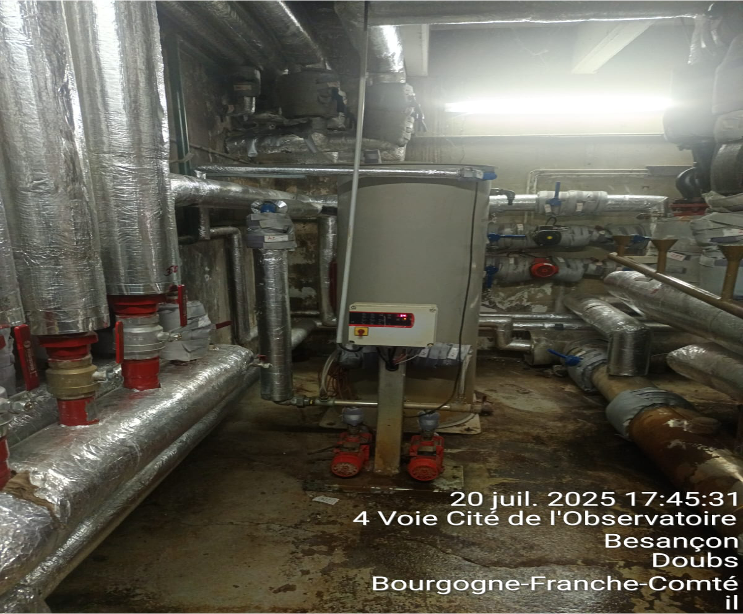 20 juil. 2025 17:45:31
4 Voie Cité de l'Observatoire
Besançon
Doubs
Bourgogne-Franche-Comté
il